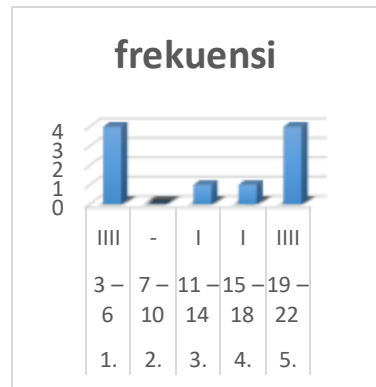 frekuensi
4
3
2
1
0
IIII - I I IIII
3 – 7 – 11 – 15 – 19 –
6 10 14 18 22
1. 2. 3. 4. 5.